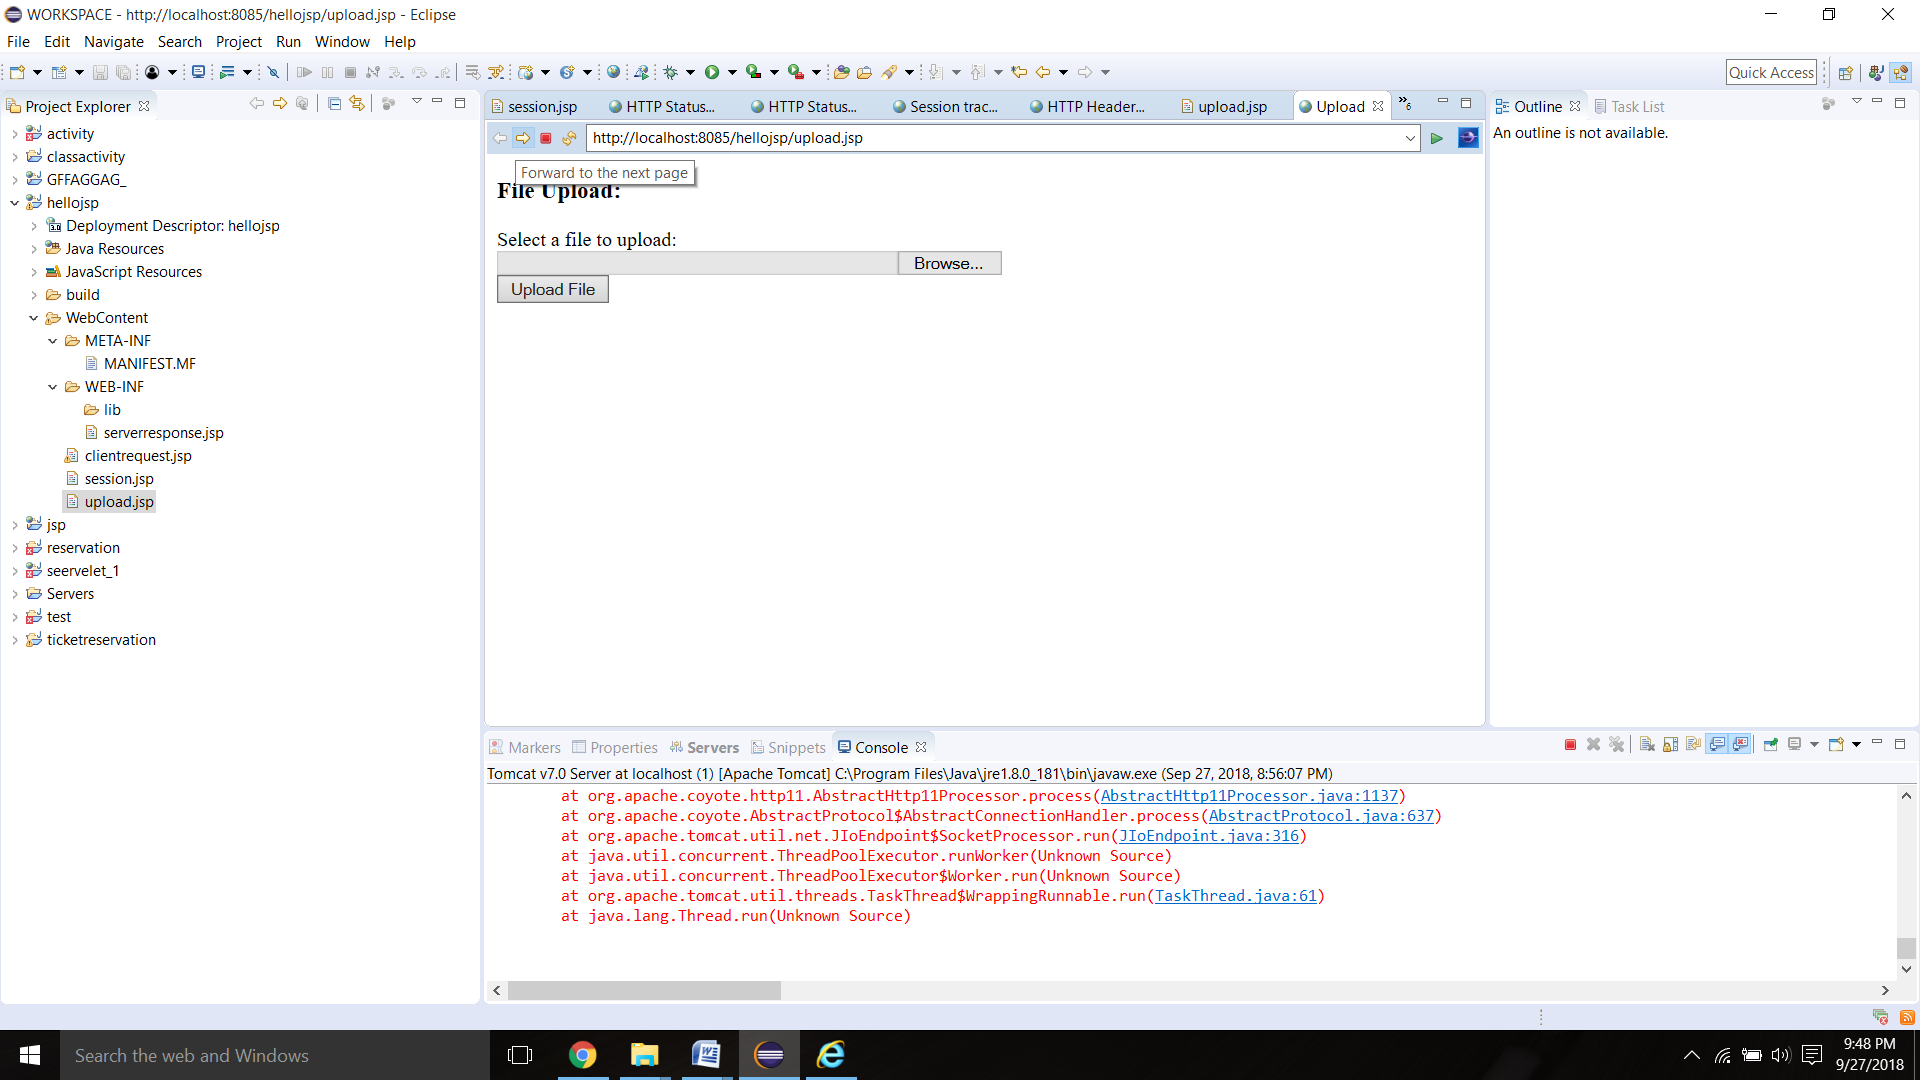 WORKSPACE - http://localhost:8085/hellojsp/upload.jsp - Eclipse
File Edit Navigate Search Project Run Window Help
Quick Access
Project Explorer
activity
classactivity
GFFAGGAG_
hellojsp
Deployment Descriptor: hellojsp
Java Resources
JavaScript Resources
build
WebContent
META-INF
MANIFEST.MF
WEB-INF
lib
serverresponse.jsp
clientrequest.jsp
session.jsp
upload.jsp
jsp
reservation
seervelet_1
Servers
test
ticketreservation
session.jsp HTTP Status... HTTP Status... Session trac... HTTP Header... upload.jsp Upload »6
http://localhost:8085/hellojsp/upload.jsp
Forward to the next page
File Upload:
Select a file to upload:
Browse...
Upload File
Outline Task List
An outline is not available.
Markers Properties Servers Snippets Console
Tomcat v7.0 Server at localhost (1) [Apache Tomcat] C:\Program Files\Java\jre1.8.0_181\bin\javaw.exe (Sep 27, 2018, 8:56:07 PM)
at org.apache.coyote.http11.AbstractHttp11Processor.process(AbstractHttp11Processor.java:1137)
at org.apache.coyote.AbstractProtocol$AbstractConnectionHandler.process(AbstractProtocol.java:637)
at org.apache.tomcat.util.net.JIoEndpoint$SocketProcessor.run(JIoEndpoint.java:316)
at java.util.concurrent.ThreadPoolExecutor.runWorker(Unknown Source)
at java.util.concurrent.ThreadPoolExecutor$Worker.run(Unknown Source)
at org.apache.tomcat.util.threads.TaskThread$WrappingRunnable.run(TaskThread.java:61)
at java.lang.Thread.run(Unknown Source)
Search the web and Windows
9:48 PM
9/27/2018